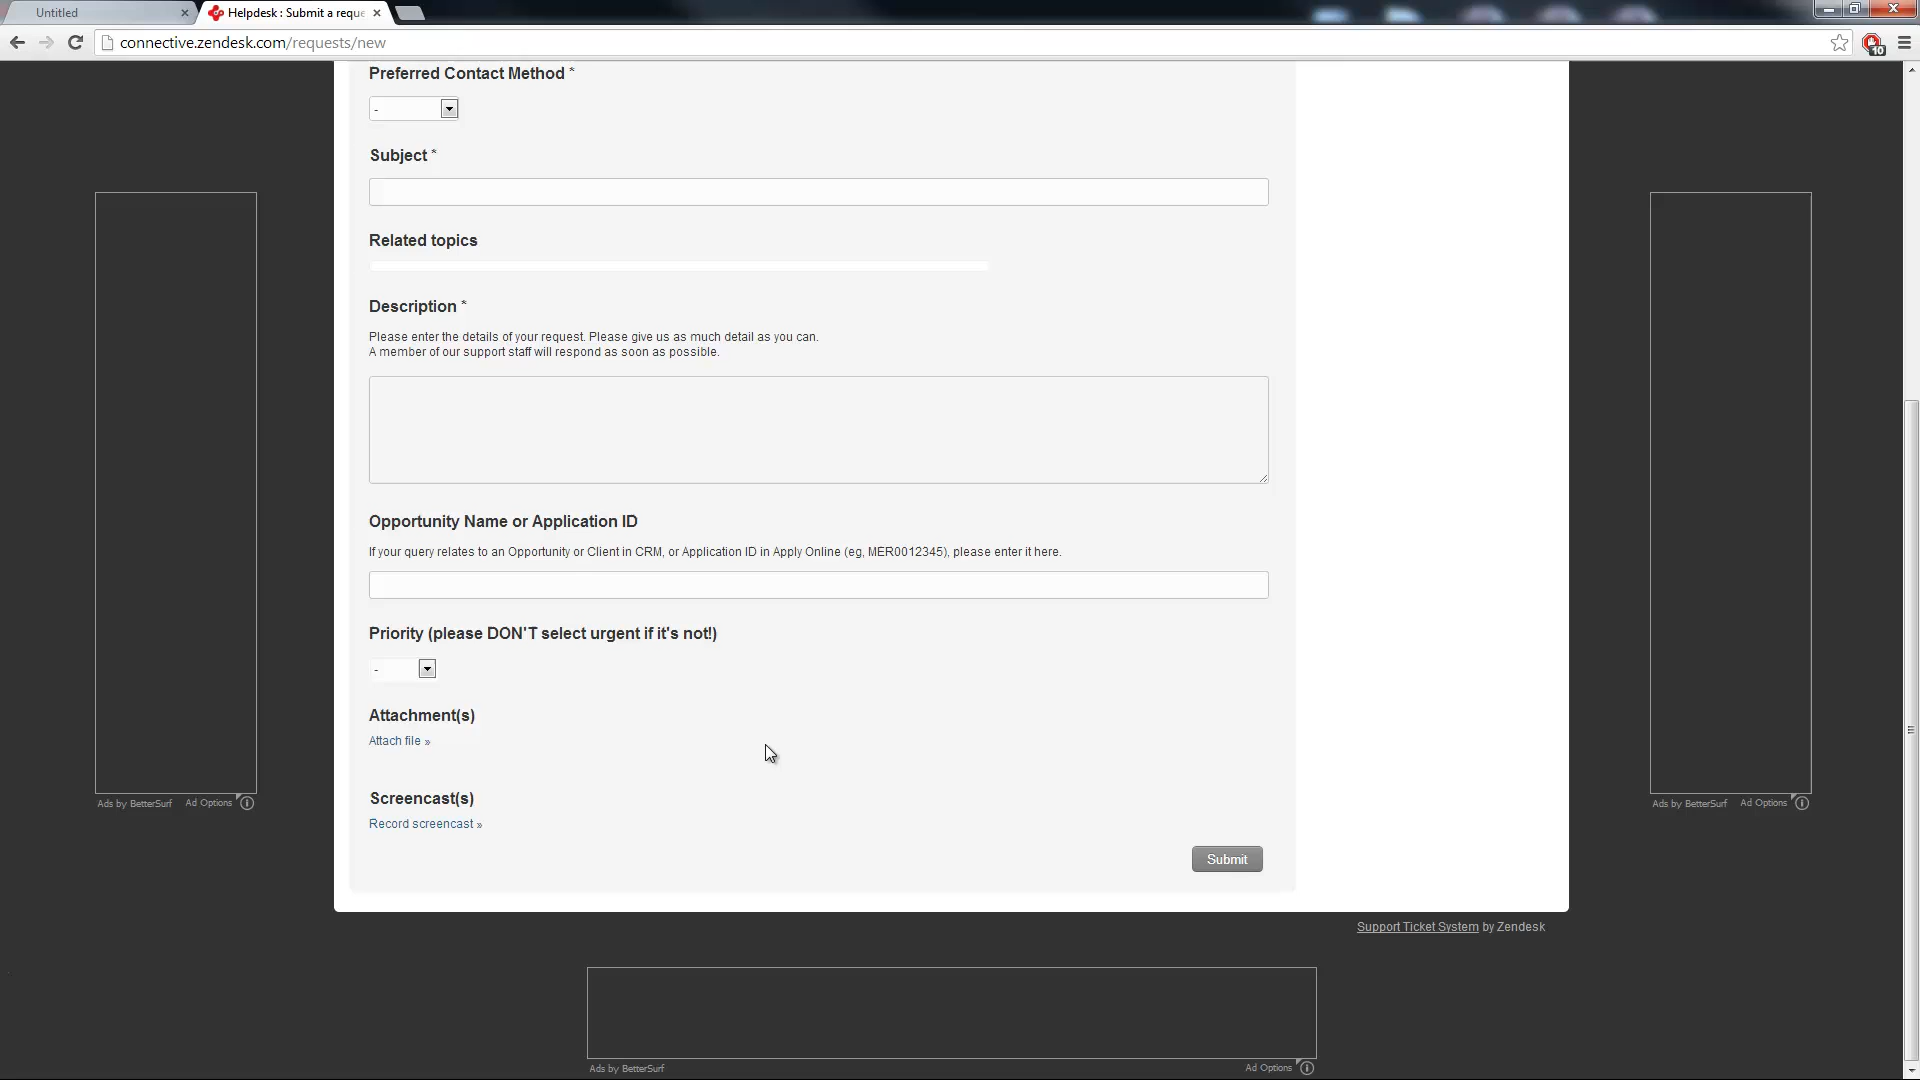 Untitled
Helpdesk : Submit a reque
connective.zendesk.com/requests/new
10
Preferred Contact Method *
-
Subject *
Related topics
Description *
Please enter the details of your request. Please give us as much detail as you can.
A member of our support staff will respond as soon as possible.
Opportunity Name or Application ID
If your query relates to an Opportunity or Client in CRM, or Application ID in Apply Online (eg, MER0012345), please enter it here.
Priority (please DON'T select urgent if it's not!)
-
Attachment(s)
Attach file »
Screencast(s)
Record screencast »
Submit
Ads by BetterSurf Ad Options
Ads by BetterSurf Ad Options
Support Ticket System by Zendesk
Ads by BetterSurf Ad Options